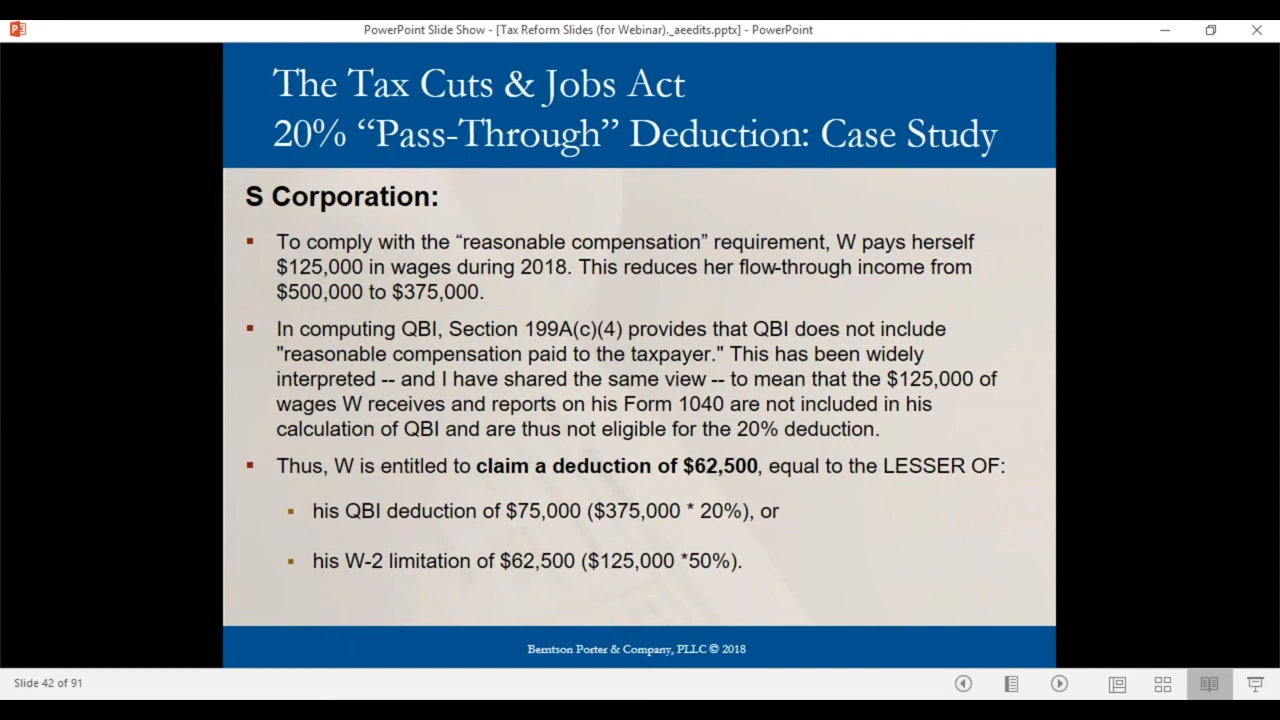 PowerPoint Slide Show - [Tax Reform Slides (for Webinar)._aeedits.pptx] - PowerPoint
The Tax Cuts & Jobs Act
20% “Pass-Through” Deduction: Case Study
S Corporation:
▪ To comply with the “reasonable compensation” requirement, W pays herself
$125,000 in wages during 2018. This reduces her flow-through income from
$500,000 to $375,000.
▪ In computing QBI, Section 199A(c)(4) provides that QBI does not include
"reasonable compensation paid to the taxpayer." This has been widely
interpreted -- and I have shared the same view -- to mean that the $125,000 of
wages W receives and reports on his Form 1040 are not included in his
calculation of QBI and are thus not eligible for the 20% deduction.
▪ Thus, W is entitled to claim a deduction of $62,500, equal to the LESSER OF:
▪ his QBI deduction of $75,000 ($375,000 * 20%), or
▪ his W-2 limitation of $62,500 ($125,000 *50%).
Berntson Porter & Company, PLLC © 2018
Slide 42 of 91